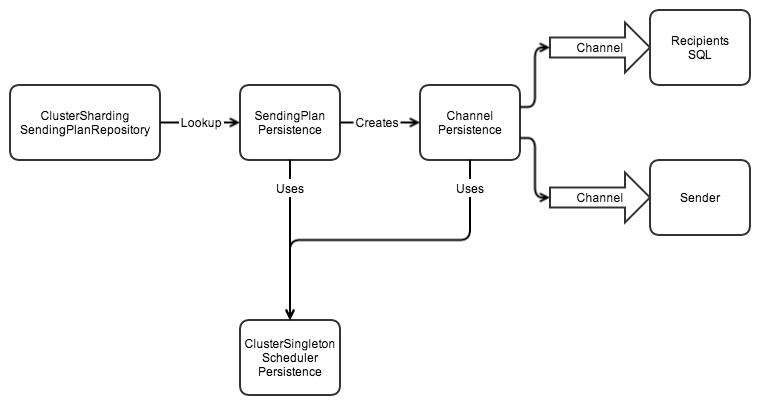 ClusterSharding
SendingPlanRepository
Lookup
SendingPlan
Persistence
Creates
Channel
Persistence
Channel
Recipients
SQL
Channel
Sender
Uses
Uses
ClusterSingleton
Scheduler
Persistence